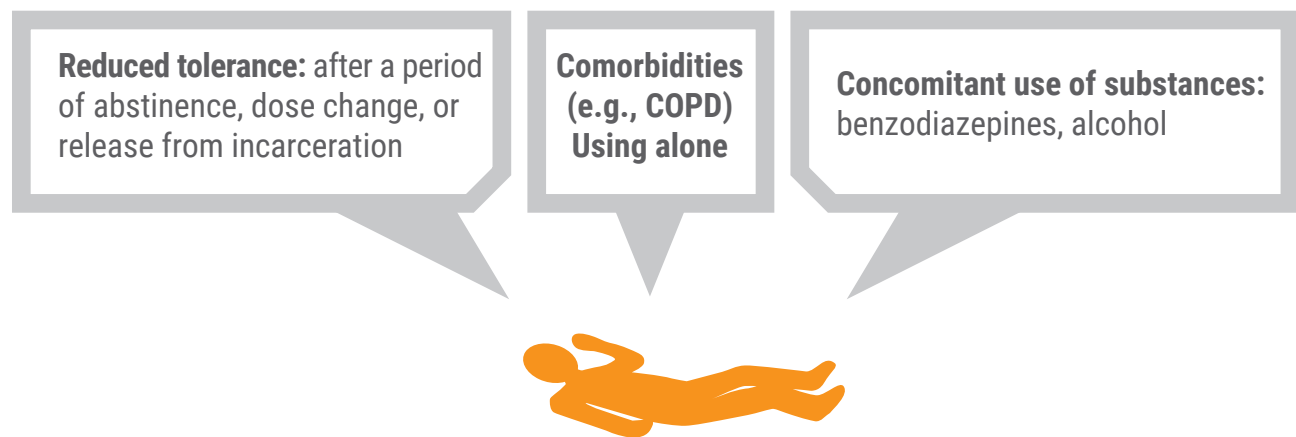 Reduced tolerance: after a period
of abstinence, dose change, or
release from incarceration
Comorbidities
(e.g., COPD)
Using alone
Concomitant use of substances:
benzodiazepines, alcohol